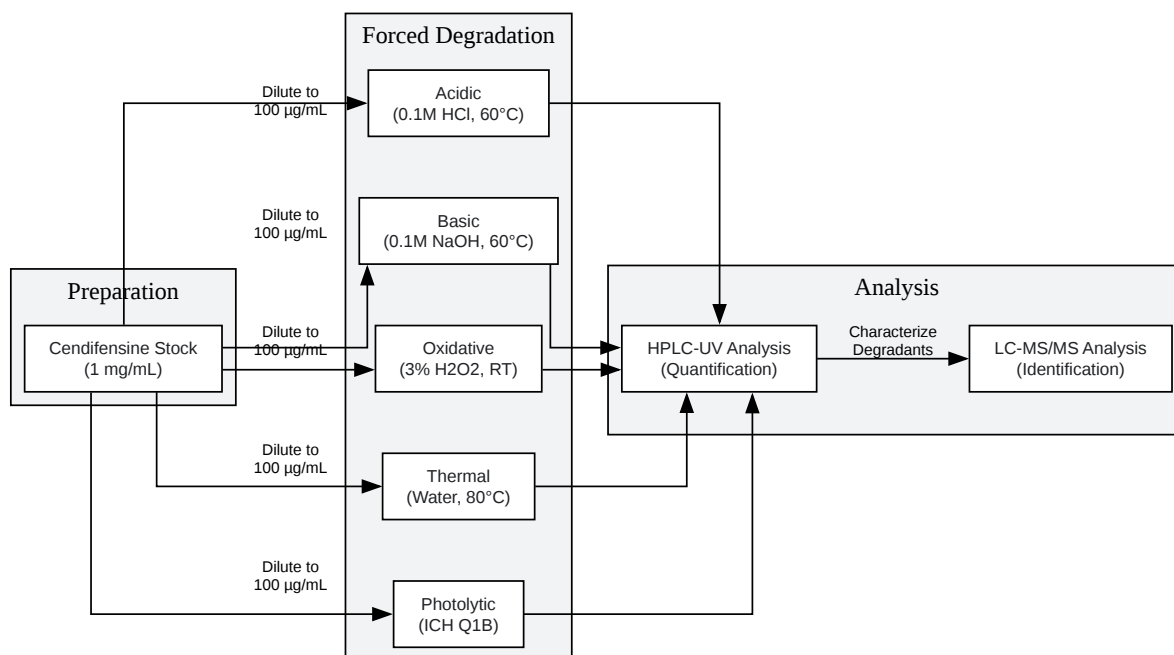 Forced Degradation
Dilute to
100 µg/mL
Acidic
(0.1M HCl, 60°C)
Dilute to
100 µg/mL
Basic
(0.1M NaOH, 60°C)
Preparation
Analysis
Cendifensine Stock
(1 mg/mL)
Dilute to
100 µg/mL
Oxidative
(3% H2O2, RT)
HPLC-UV Analysis
(Quantification)
Characterize
Degradants
LC-MS/MS Analysis
(Identification)
Dilute to
100 µg/mL
Thermal
(Water, 80°C)
Dilute to
100 µg/mL
Photolytic
(ICH Q1B)